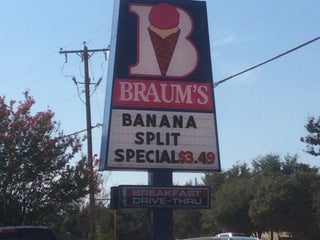 B
BRAUM'S
BANANA
SPLIT
SPECIAL $3.49
BREAKFAST
DRIVE-THRU